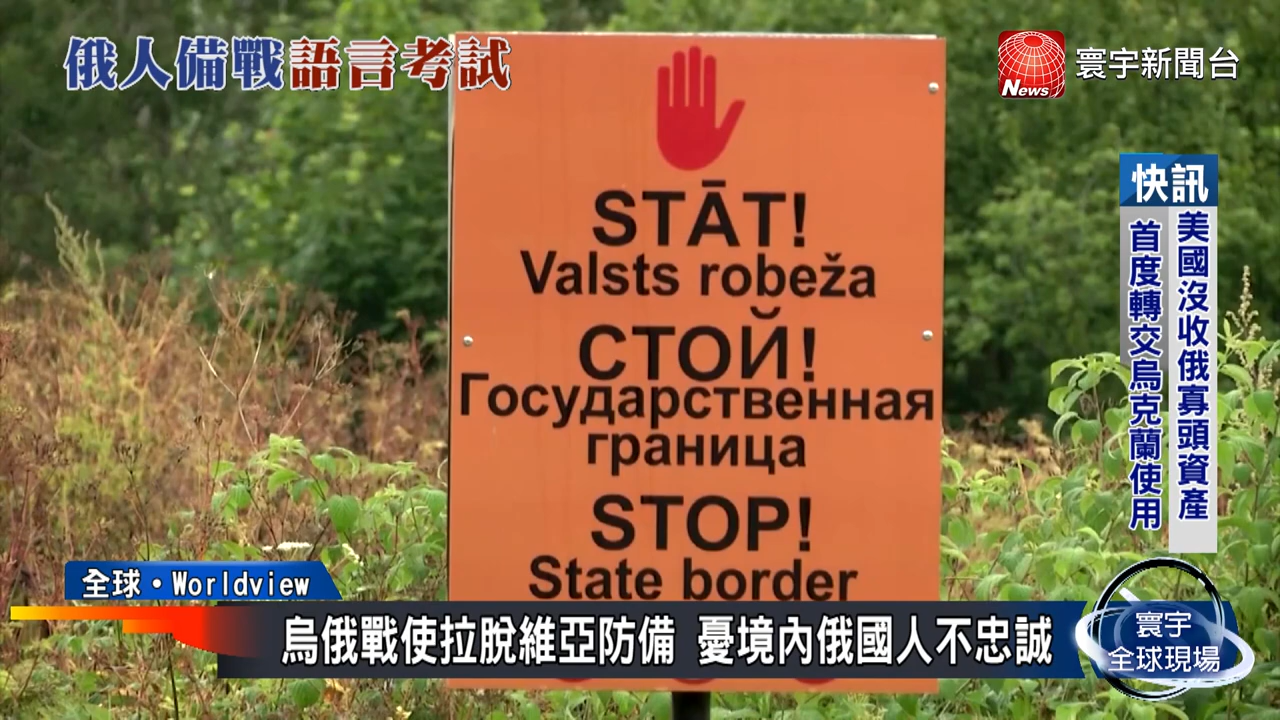 俄人備戰語言考試
News
寰宇新聞台
快訊
美國沒收俄寡頭資產
首度轉交烏克蘭使用
STĀT!
Valsts robeža
СТОЙ!
Государственная
граница
STOP!
State border
全球・Worldview
烏俄戰使拉脫維亞防備 憂境內俄國人不忠誠
寰宇
全球現場